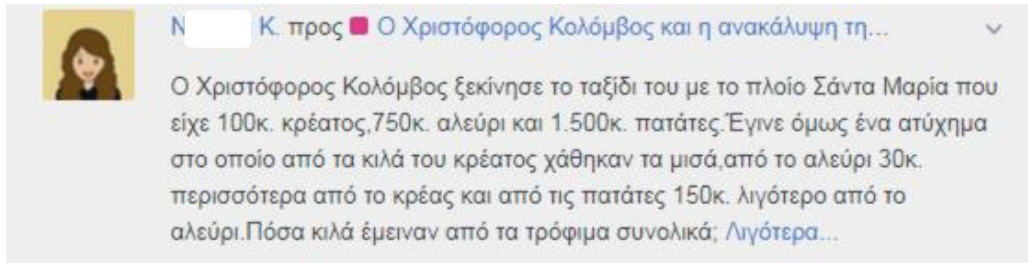 Ν Κ. προς Ο Χριστόφορος Κολόμβος και η ανακάλυψη τη...
Ο Χριστόφορος Κολόμβος ξεκίνησε το ταξίδι του με το πλοίο Σάντα Μαρία που
είχε 100κ. κρέατος,750κ. αλεύρι και 1.500κ. πατάτες.Έγινε όμως ένα ατύχημα
στο οποίο από τα κιλά του κρέατος χάθηκαν τα μισά,από το αλεύρι 30κ.
περισσότερα από το κρέας και από τις πατάτες 150κ. λιγότερο από το
αλεύρι.Πόσα κιλά έμειναν από τα τρόφιμα συνολικά; Λιγότερα...